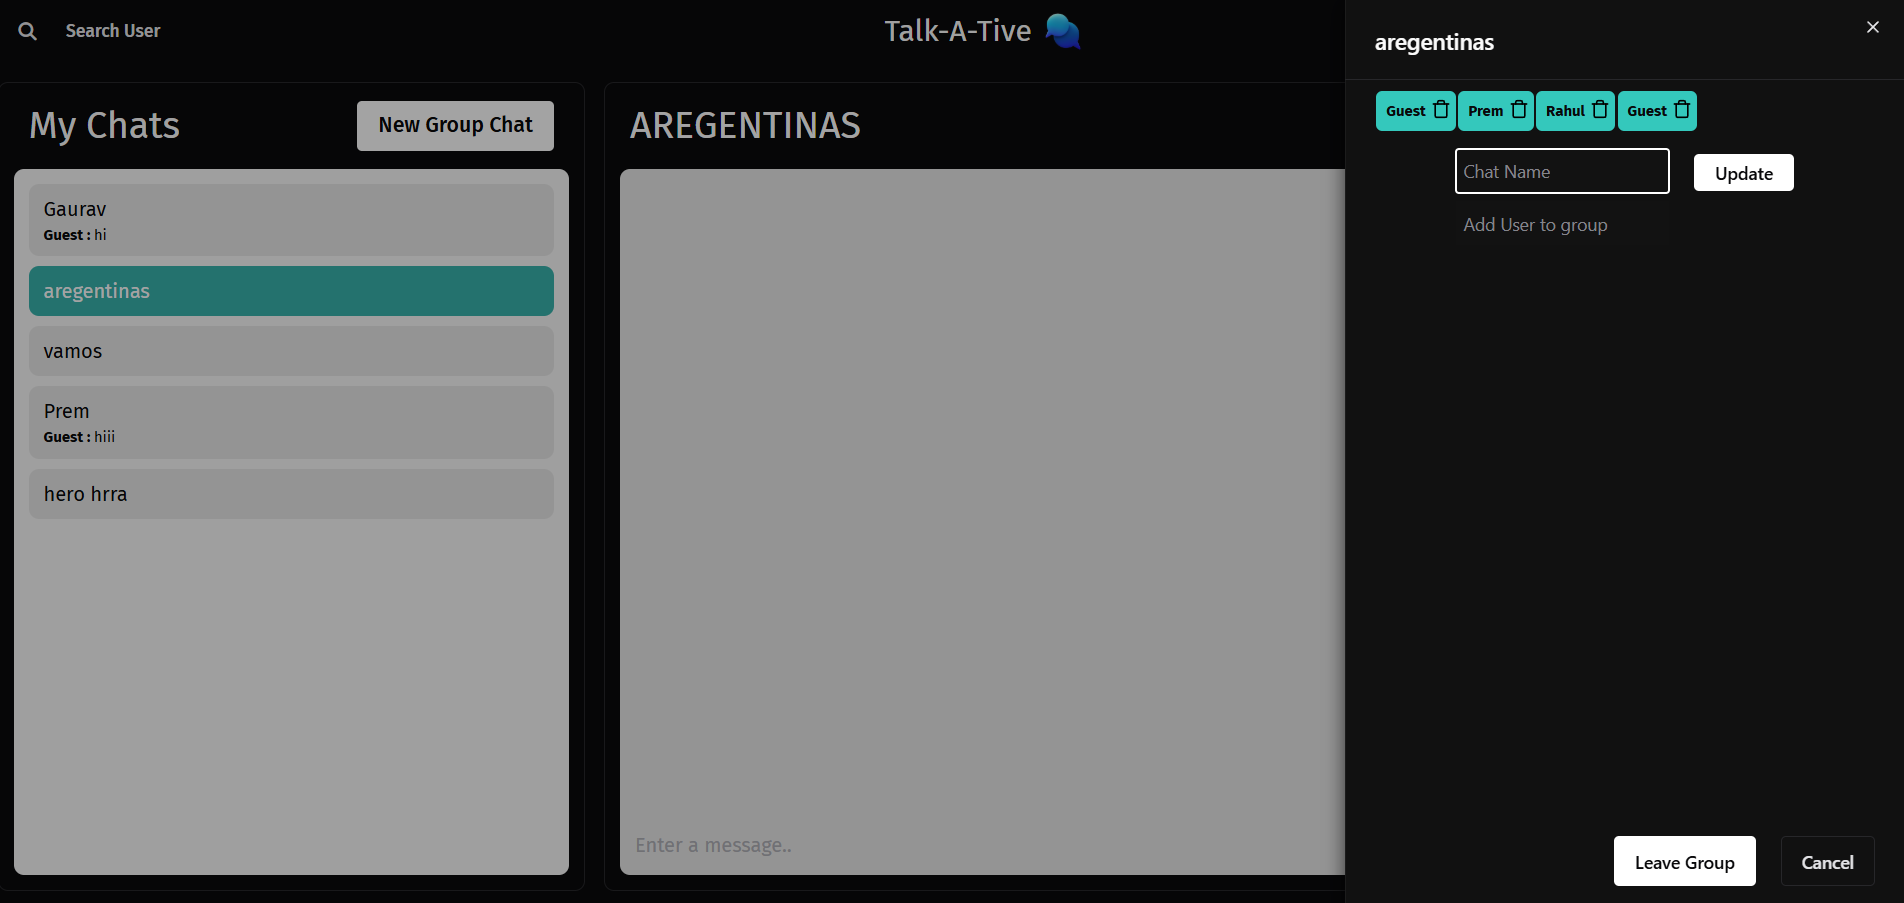 Search User
Talk-A-Tive
My Chats
New Group Chat
Gaurav
Guest : hi
aregentinas
vamos
Prem
Guest : hiii
hero hrra
AREGENTINAS
Enter a message..
aregentinas
Guest Prem Rahul Guest
Chat Name
Update
Add User to group
Leave Group
Cancel